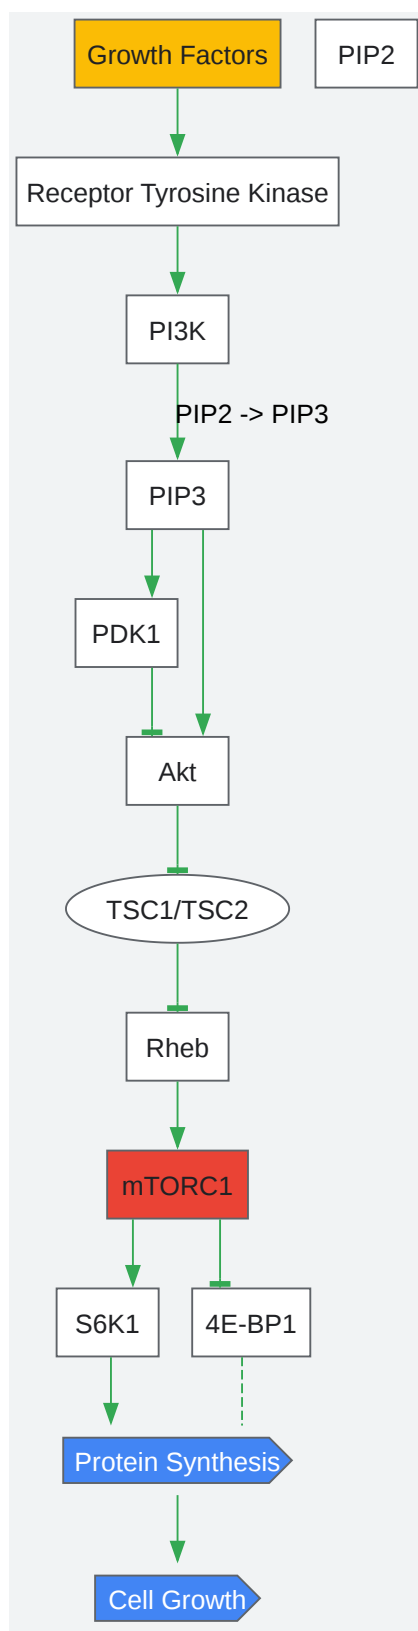 Growth Factors
PIP2
Receptor Tyrosine Kinase
PI3K
PIP2 -> PIP3
PIP3
PDK1
Akt
TSC1/TSC2
Rheb
mTORC1
S6K1
4E-BP1
Protein Synthesis
Cell Growth